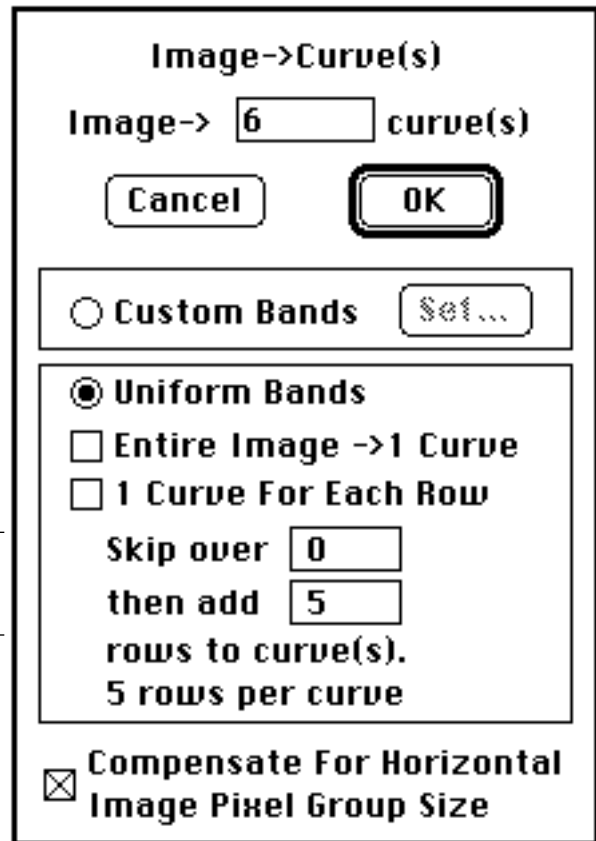 Image->Curve(s)
Image-> 6 curve(s)
Cancel OK
Custom Bands Set...
Uniform Bands
Entire Image ->1 Curve
1 Curve For Each Row
Skip over 0
then add 5
rows to curve(s).
5 rows per curve
Compensate For Horizontal
Image Pixel Group Size